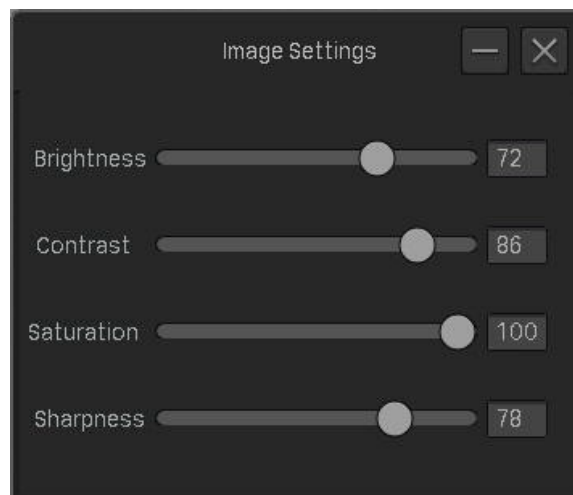 Image Settings
Brightness 72
Contrast 86
Saturation 100
Sharpness 78